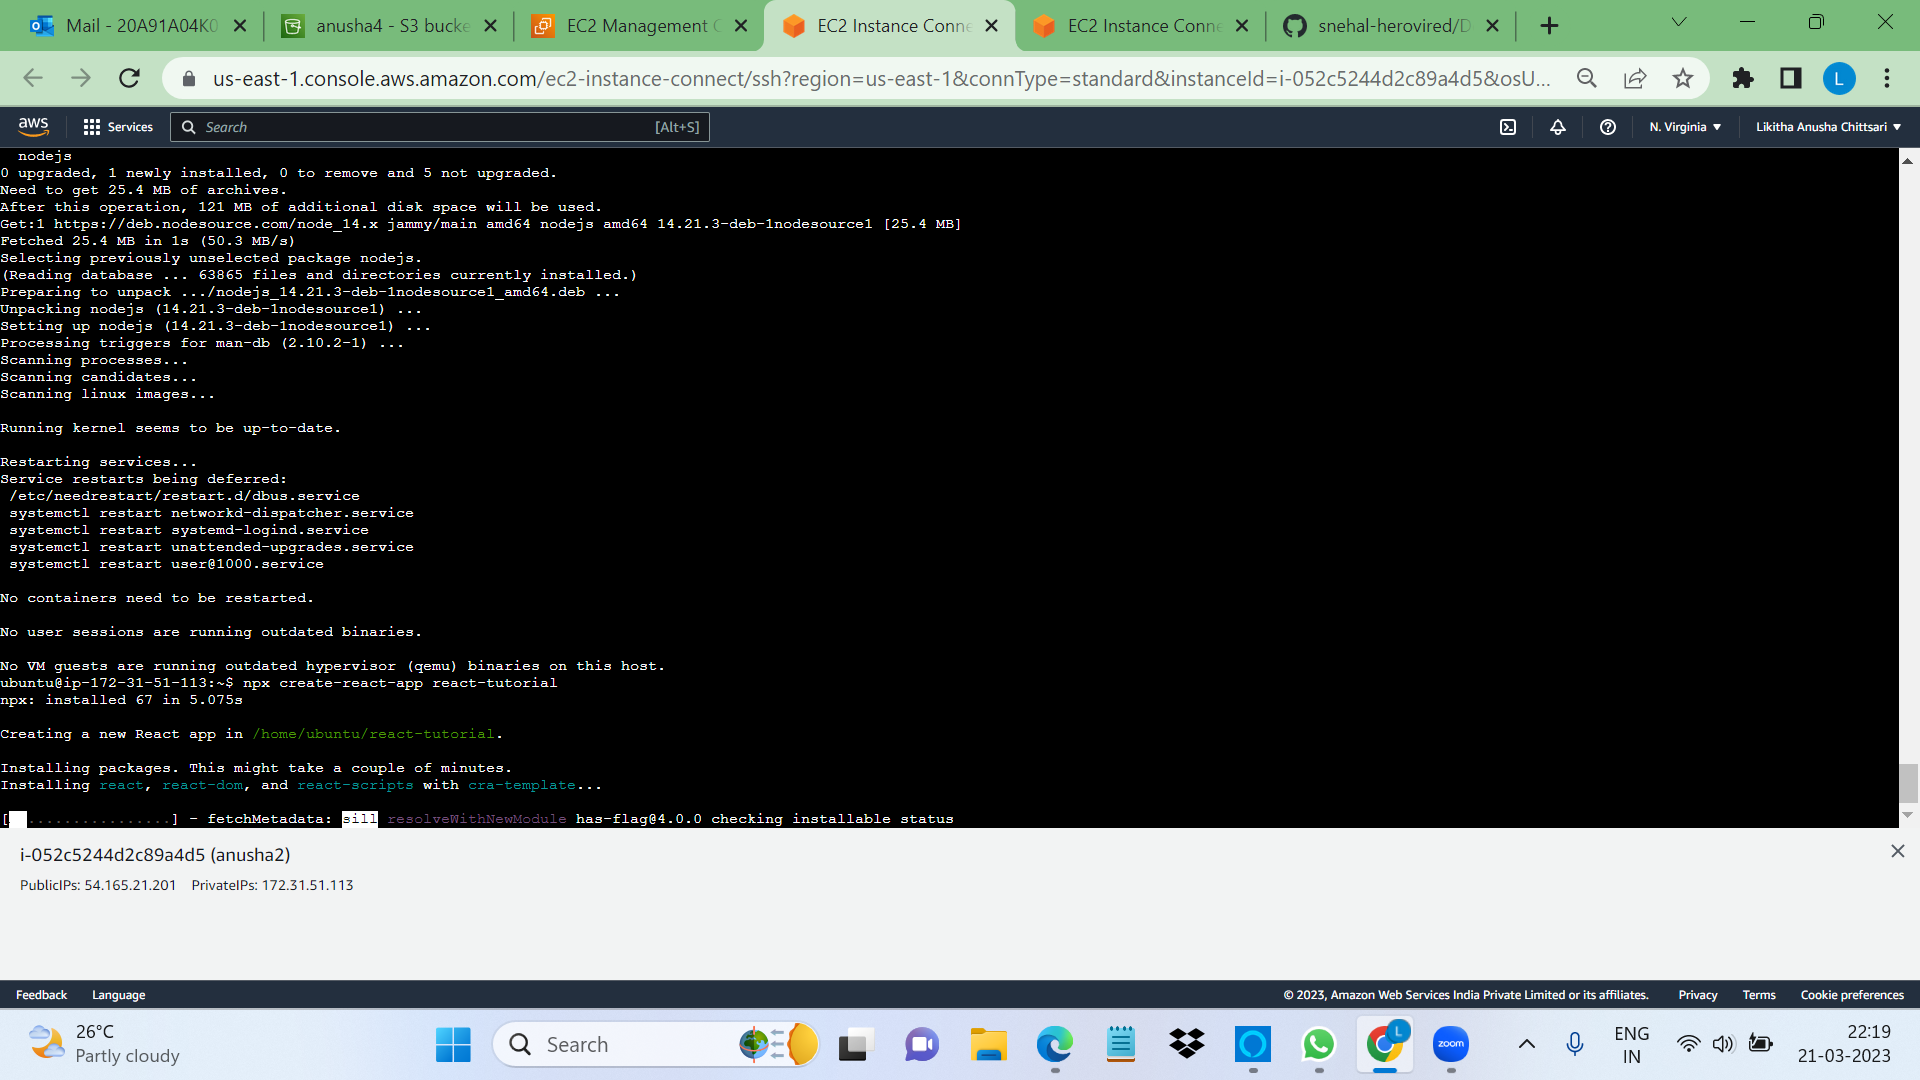 Mail - 20A91A04K0
anusha4 - S3 bucke
EC2 Management C
EC2 Instance Conne
EC2 Instance Conne
snehal-herovired/D
us-east-1.console.aws.amazon.com/ec2-instance-connect/ssh?region=us-east-1&connType=standard&instanceId=i-052c5244d2c89a4d5&osU...
L
aws
Services
Search
[Alt+S]
N. Virginia
Likitha Anusha Chittsari
nodejs
0 upgraded, 1 newly installed, 0 to remove and 5 not upgraded.
Need to get 25.4 MB of archives.
After this operation, 121 MB of additional disk space will be used.
Get:1 https://deb.nodesource.com/node_14.x jammy/main amd64 nodejs amd64 14.21.3-deb-1nodesource1 [25.4 MB]
Fetched 25.4 MB in 1s (50.3 MB/s)
Selecting previously unselected package nodejs.
(Reading database ... 63865 files and directories currently installed.)
Preparing to unpack .../nodejs_14.21.3-deb-1nodesource1_amd64.deb ...
Unpacking nodejs (14.21.3-deb-1nodesource1) ...
Setting up nodejs (14.21.3-deb-1nodesource1) ...
Processing triggers for man-db (2.10.2-1) ...
Scanning processes...
Scanning candidates...
Scanning linux images...
Running kernel seems to be up-to-date.
Restarting services...
Service restarts being deferred:
/etc/needrestart/restart.d/dbus.service
systemctl restart networkd-dispatcher.service
systemctl restart systemd-logind.service
systemctl restart unattended-upgrades.service
systemctl restart user@1000.service
No containers need to be restarted.
No user sessions are running outdated binaries.
No VM guests are running outdated hypervisor (qemu) binaries on this host.
ubuntu@ip-172-31-51-113:~$ npx create-react-app react-tutorial
npx: installed 67 in 5.075s
Creating a new React app in /home/ubuntu/react-tutorial.
Installing packages. This might take a couple of minutes.
Installing react, react-dom, and react-scripts with cra-template...
[  ................] - fetchMetadata: sill resolveWithNewModule has-flag@4.0.0 checking installable status
i-052c5244d2c89a4d5 (anusha2)
PublicIPs: 54.165.21.201 PrivateIPs: 172.31.51.113
Feedback
Language
© 2023, Amazon Web Services India Private Limited or its affiliates.
Privacy
Terms
Cookie preferences
26°C
Partly cloudy
Search
L
zoom
ENG
IN
22:19
21-03-2023